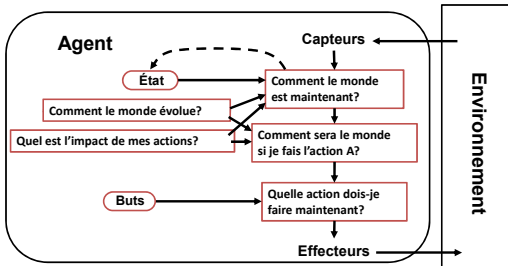 Agent
Capteurs
État
Comment le monde
est maintenant?
Comment le monde évolue?
Quel est l'impact de mes actions?
Comment sera le monde
si je fais l'action A?
Buts
Quelle action dois-je
faire maintenant?
Effecteurs
Environnement